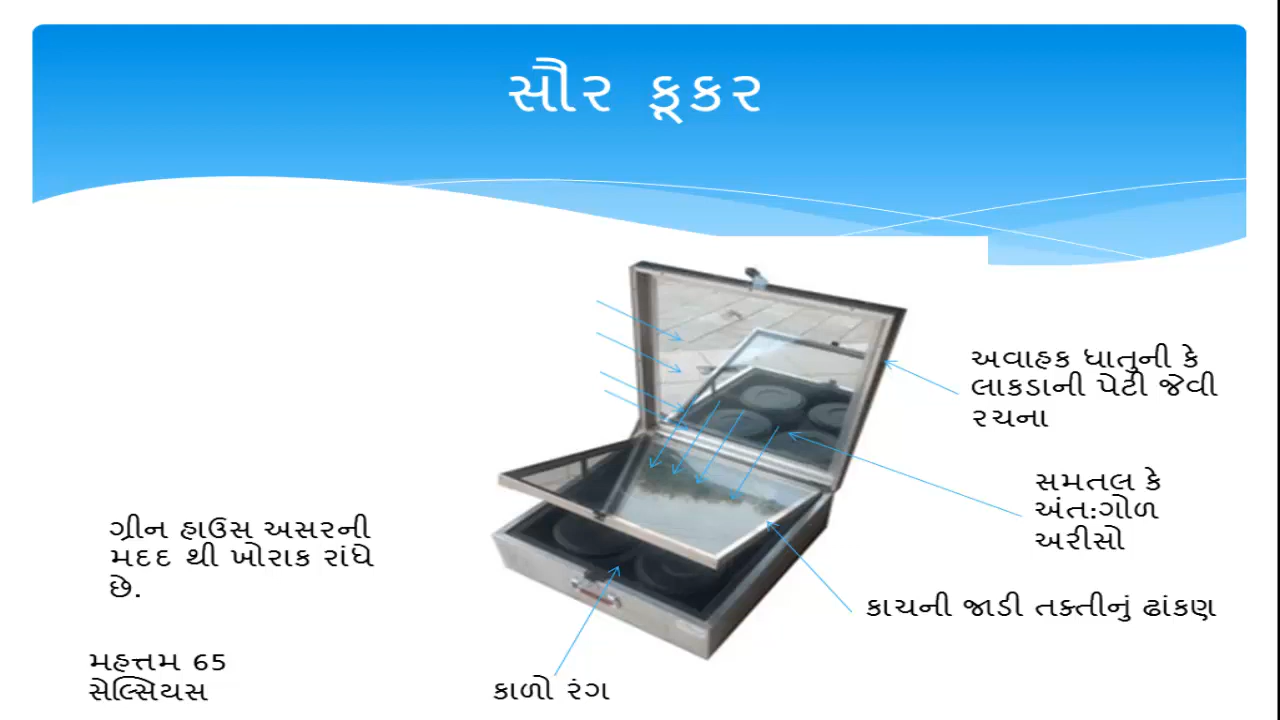 સૌર કૂકર
અવાહક ધાતુની કે
લાકડાની પેટી જેવી
રચના
સમતલ કે
અંત:ગોળ
અરીસો
ગ્રીન હાઉસ અસરની
મદદ થી ખોરાક રાંધે
છે.
કાચની જાડી તક્તીનું ઢાંકણ
મહત્તમ 65
સેલ્સિયસ
કાળો રંગ